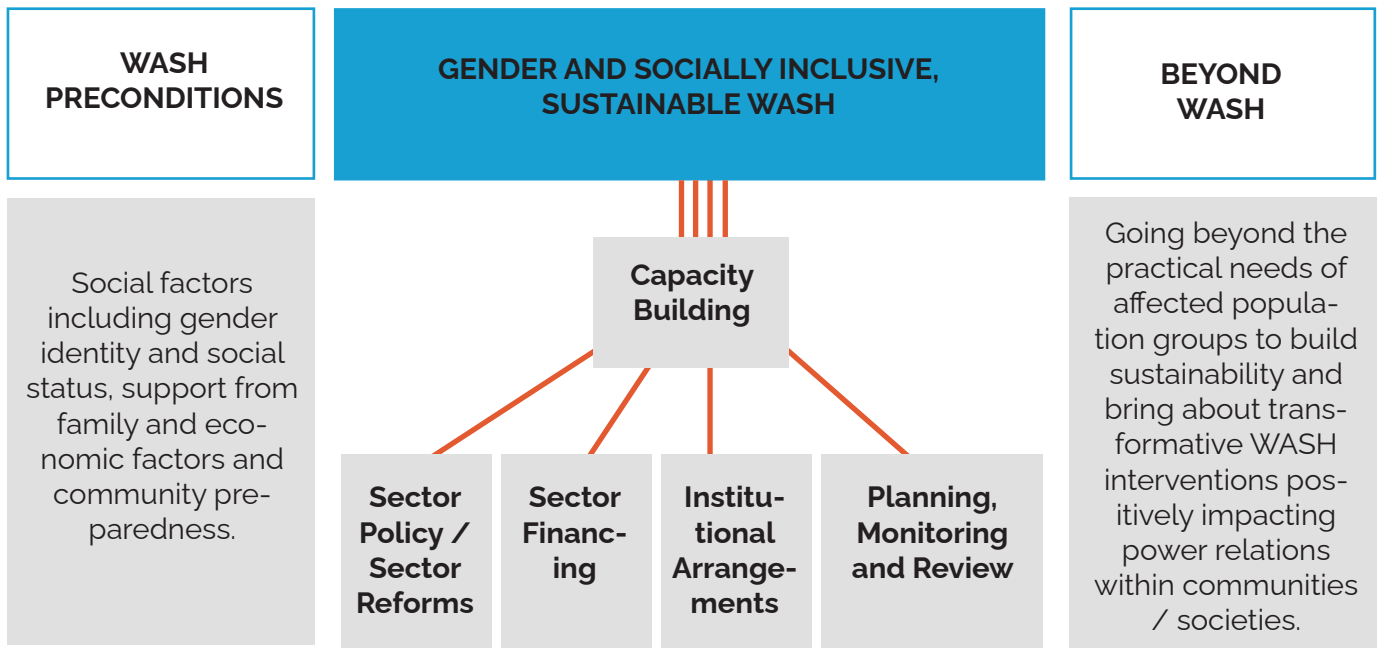 WASH
PRECONDITIONS
Social factors
including gender
identity and social
status, support from
family and eco-
nomic factors and
community pre-
paredness.
GENDER AND SOCIALLY INCLUSIVE,
SUSTAINABLE WASH
Capacity
Building
Sector
Policy /
Sector
Reforms
Sector
Financ-
ing
Institu-
tional
Arrange-
ments
Planning,
Monitoring
and Review
BEYOND
WASH
Going beyond the
practical needs of
affected popula-
tion groups to build
sustainability and
bring about trans-
formative WASH
interventions pos-
itively impacting
power relations
within communities
/ societies.